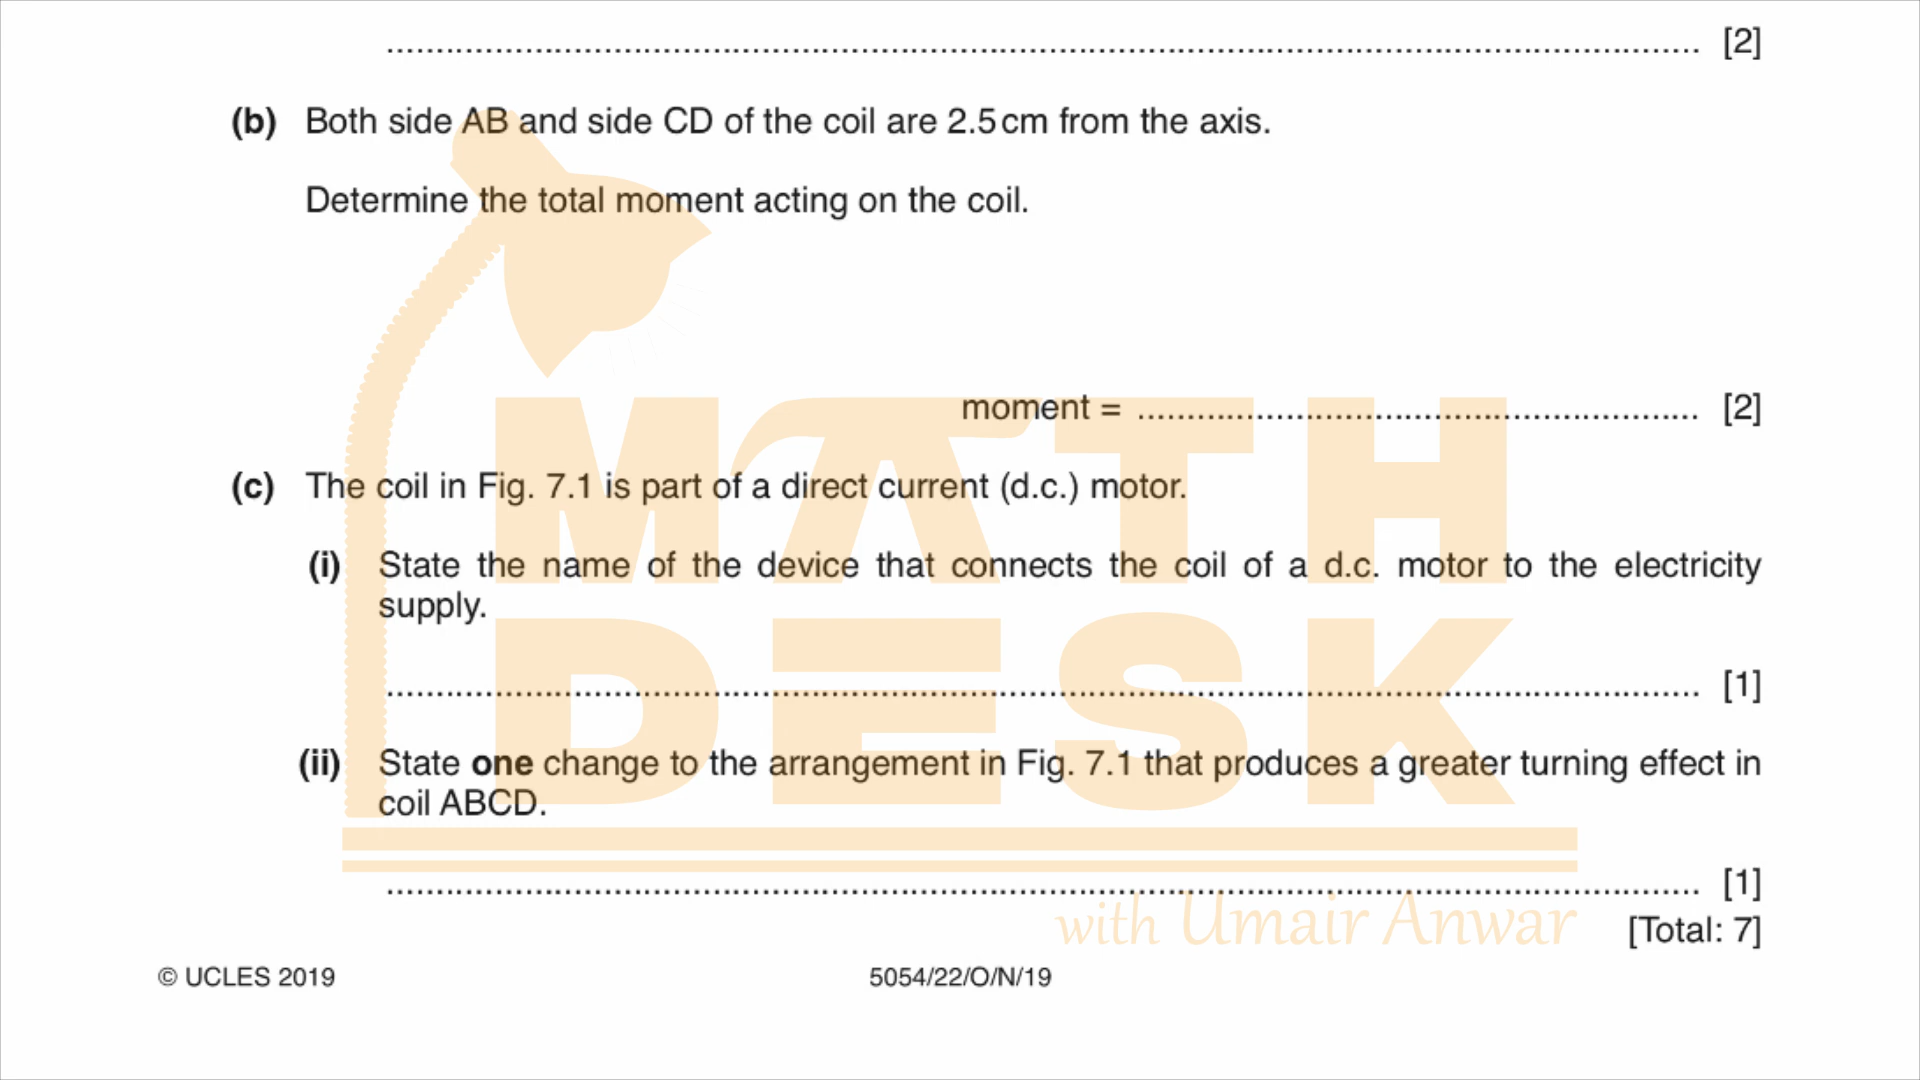 [2]
(b) Both side AB and side CD of the coil are 2.5 cm from the axis.
Determine the total moment acting on the coil.
moment = ........................................................ [2]
(c) The coil in Fig. 7.1 is part of a direct current (d.c.) motor.
(i) State the name of the device that connects the coil of a d.c. motor to the electricity
supply.
[1]
(ii) State one change to the arrangement in Fig. 7.1 that produces a greater turning effect in
coil ABCD.
[1]
[Total: 7]
© UCLES 2019
5054/22/O/N/19
MATH
DESK
with Umair Anwar